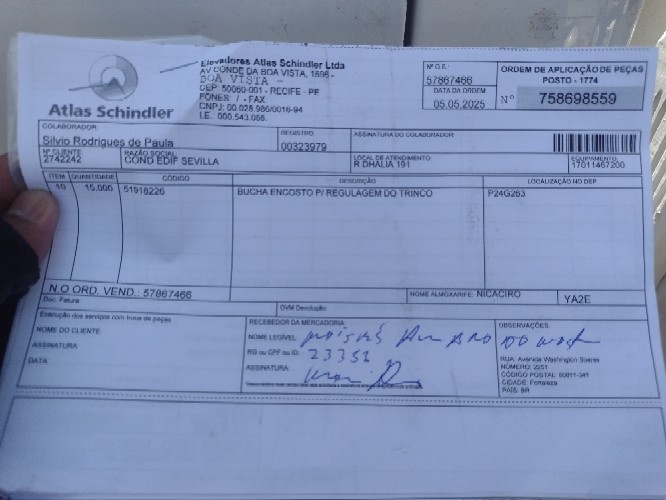 Atlas Schindler
Elevadores Atlas Schindler Ltda
AV CONDE DA BOA VISTA, 1696 -
BOA VISTA -
CEP: 50060-001 - RECIFE - PE
FONES: / - FAX:
CNPJ: 00.028.986/0016-94
I.E.: 000.543.066.
Nº O.S.:
57867466
DATA DA ORDEM
05.05.2025
ORDEM DE APLICAÇÃO DE PEÇAS
POSTO - 1774
Nº 758698559
COLABORADOR
Silvio Rodrigues de Paula
REGISTRO
00323979
ASSINATURA DO COLABORADOR
Nº CLIENTE
2742242
RAZÃO SOCIAL
COND EDIF SEVILLA
LOCAL DE ATENDIMENTO
R DHALIA 191
EQUIPAMENTO
17011467200
ITEM QUANTIDADE CÓDIGO DESCRIÇÃO LOCALIZAÇÃO NO DEP.
10 15,000 51918226 BUCHA ENCOSTO P/ REGULAGEM DO TRINCO P24G263
N.O ORD. VEND.: 57867466
NOME ALMOXARIFE: NICACIRO
YA2E
Doc. Fatura:
DVM Devolução:
Execução dos serviços com troca de peças
NOME DO CLIENTE
ASSINATURA
DATA
RECEBEDOR DA MERCADORIA:
NOME LEGÍVEL:
RG ou CPF ou ID: 23351
ASSINATURA:
OBSERVAÇÕES:
RUA: Avenida Washington Soares
NÚMERO: 2251
CÓDIGO POSTAL: 60811-341
CIDADE: Fortaleza
PAÍS: BR